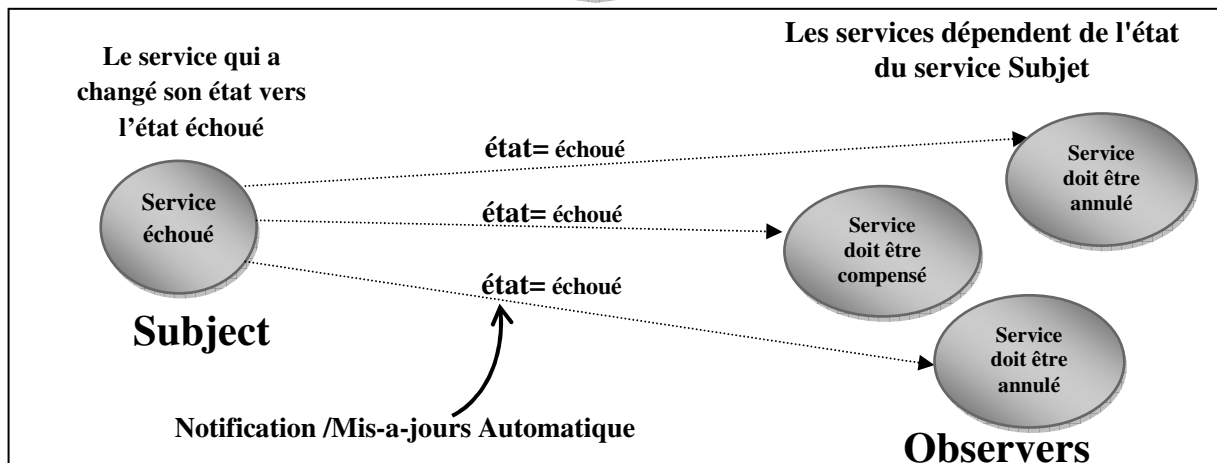 Le service qui a
changé son état vers
l'état échoué
Les services dépendent de l'état
du service Subjet
état= échoué
état= échoué
état= échoué
Service
échoué
Service
doit être
annulé
Service
doit être
compensé
Service
doit être
annulé
Subject
Notification /Mis-a-jours Automatique
Observers